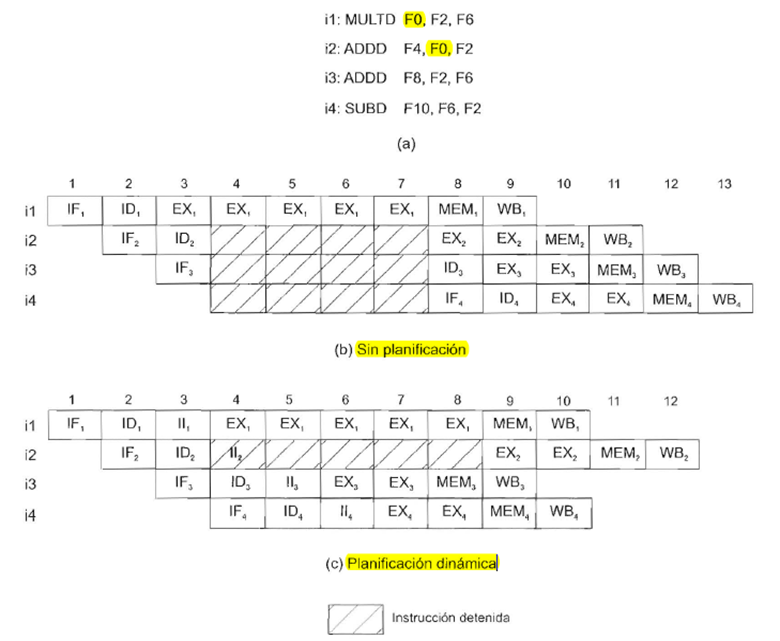 i1: MULTD F0, F2, F6
i2: ADDD F4, F0, F2
i3: ADDD F8, F2, F6
i4: SUBD F10, F6, F2
(a)
1 2 3 4 5 6 7 8 9 10 11 12 13
i1 IF₁ ID₁ EX₁ EX₁ EX₁ EX₁ EX₁ MEM₁ WB₁
i2 IF₂ ID₂ EX₂ EX₂ MEM₂ WB₂
i3 IF₃ ID₃ EX₃ EX₃ MEM₃ WB₃
i4 IF₄ ID₄ EX₄ EX₄ MEM₄ WB₄
(b) Sin planificación
1 2 3 4 5 6 7 8 9 10 11 12
i1 IF₁ ID₁ II₁ EX₁ EX₁ EX₁ EX₁ EX₁ MEM₁ WB₁
i2 IF₂ ID₂ II₂ EX₂ EX₂ MEM₂ WB₂
i3 IF₃ ID₃ II₃ EX₃ EX₃ MEM₃ WB₃
i4 IF₄ ID₄ II₄ EX₄ EX₄ MEM₄ WB₄
(c) Planificación dinámica
Instrucción detenida